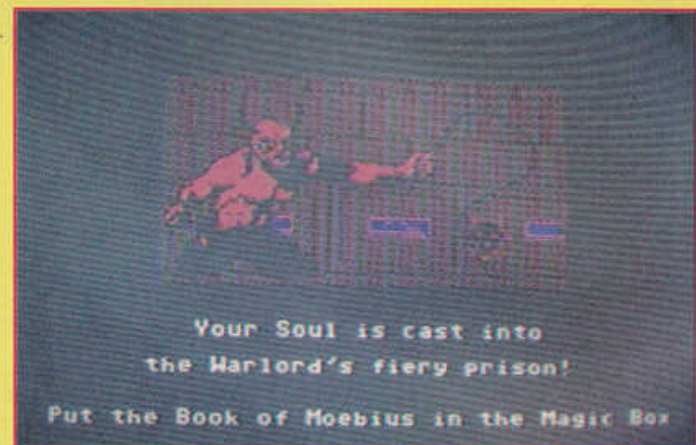 Your Soul is cast into
the Warlord's fiery prison!
Put the Book of Moebius in the Magic Box